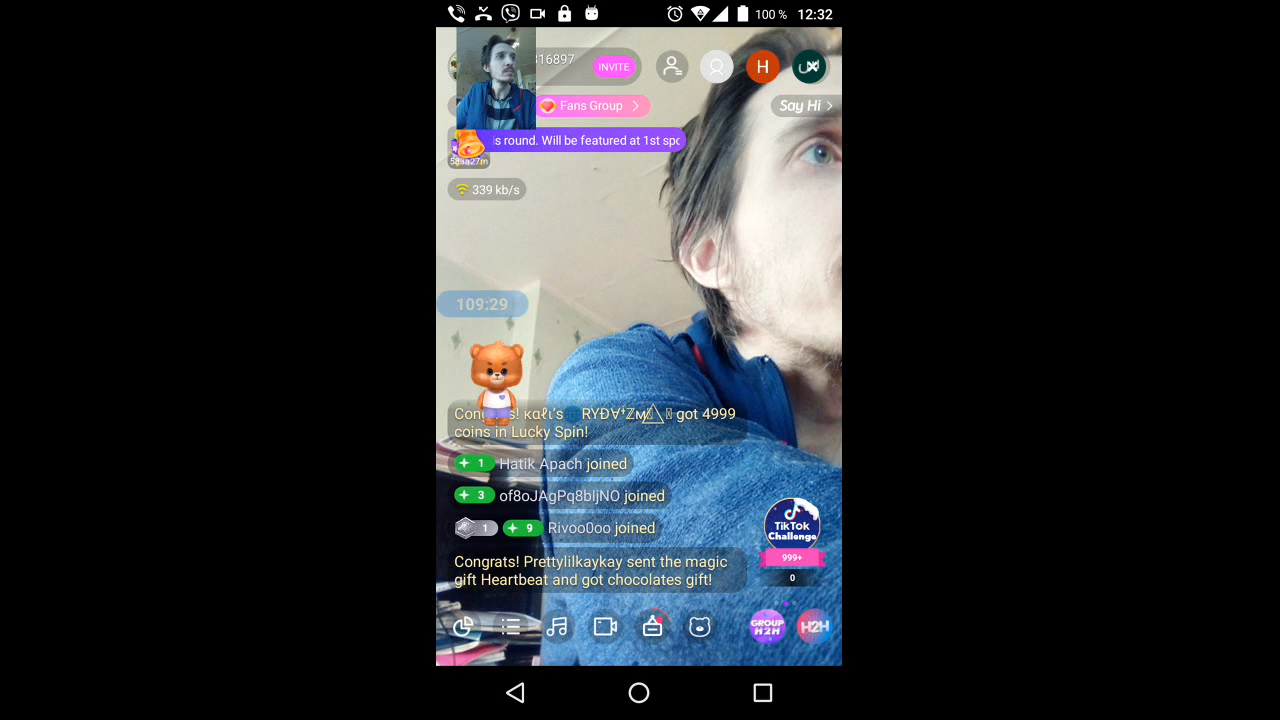 100 %
12:32
316897
INVITE
H
Fans Group
Say Hi
is round. Will be featured at 1st spo
58aa27m
339 kb/s
109:29
got 4999
coins in Lucky Spin!
1 Hatik Apach joined
3 of8oJAgPq8bIjNO joined
1 9 Rivoo0oo joined
TikTok
Challenge
999+
0
Congrats! Prettylilkaykay sent the magic
gift Heartbeat and got chocolates gift!
GROUP
H2H
H2H